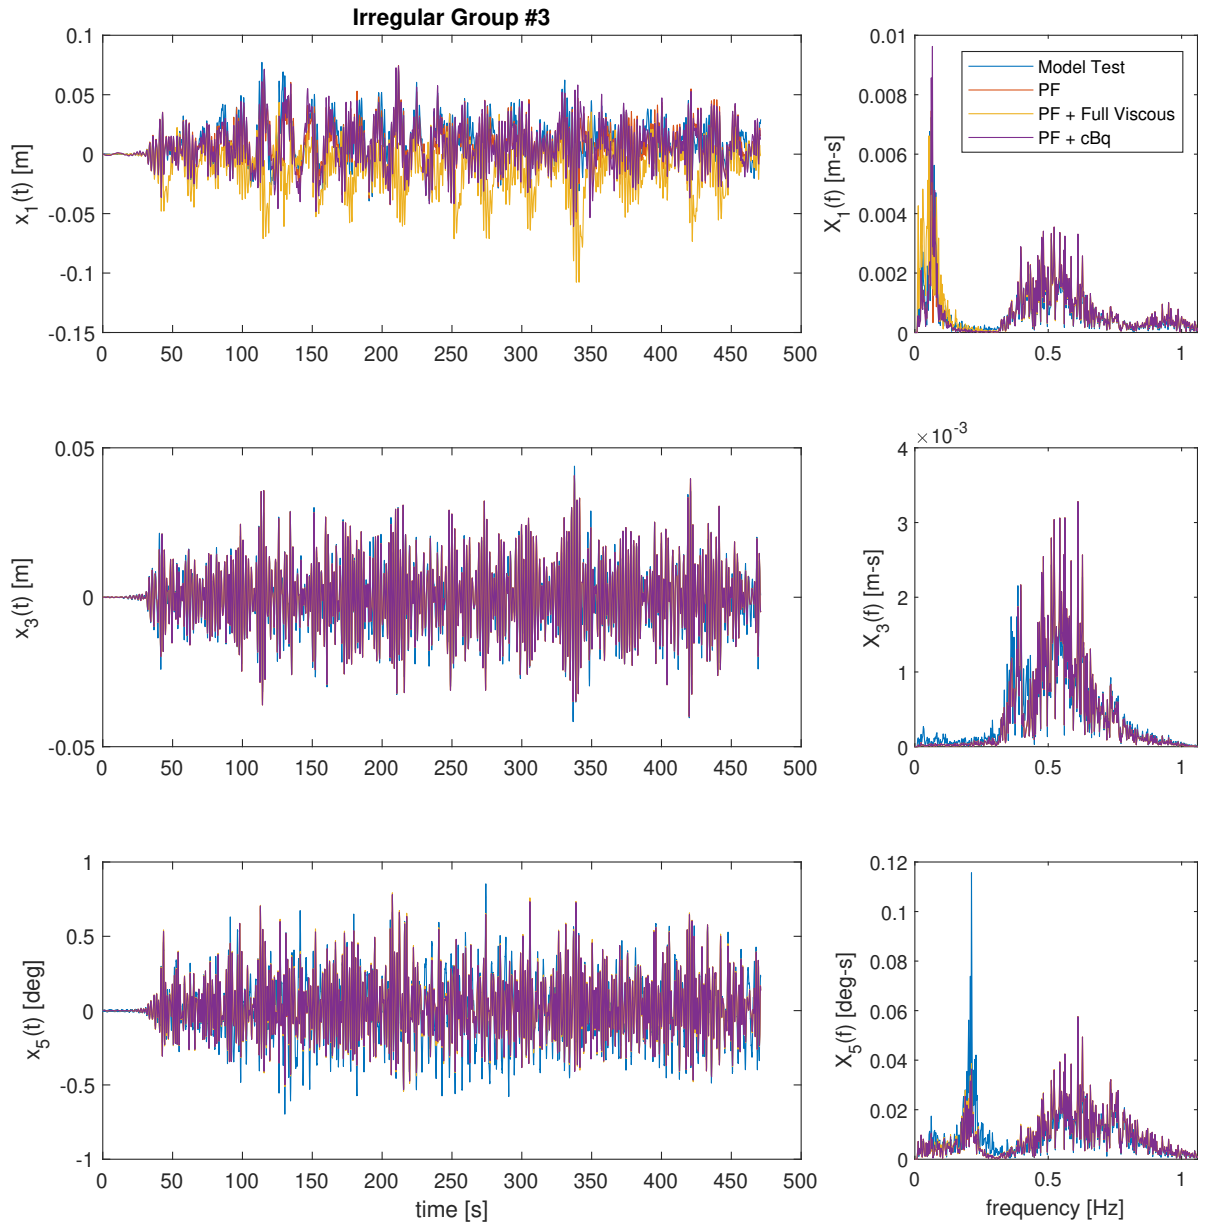 Irregular Group #3
0.1
0.05
0
-0.05
-0.1
-0.15
x1(t) [m]
0 50 100 150 200 250 300 350 400 450 500
0.01
0.008
0.006
0.004
0.002
0
X1(f) [m-s]
0 0.5 1
Model Test
PF
PF + Full Viscous
PF + cBq
0.05
0
-0.05
x3(t) [m]
0 50 100 150 200 250 300 350 400 450 500
×10-3
4
3
2
1
0
X3(f) [m-s]
0 0.5 1
1
0.5
0
-0.5
-1
x5(t) [deg]
0 50 100 150 200 250 300 350 400 450 500
time [s]
0.12
0.1
0.08
0.06
0.04
0.02
0
X5(f) [deg-s]
0 0.5 1
frequency [Hz]